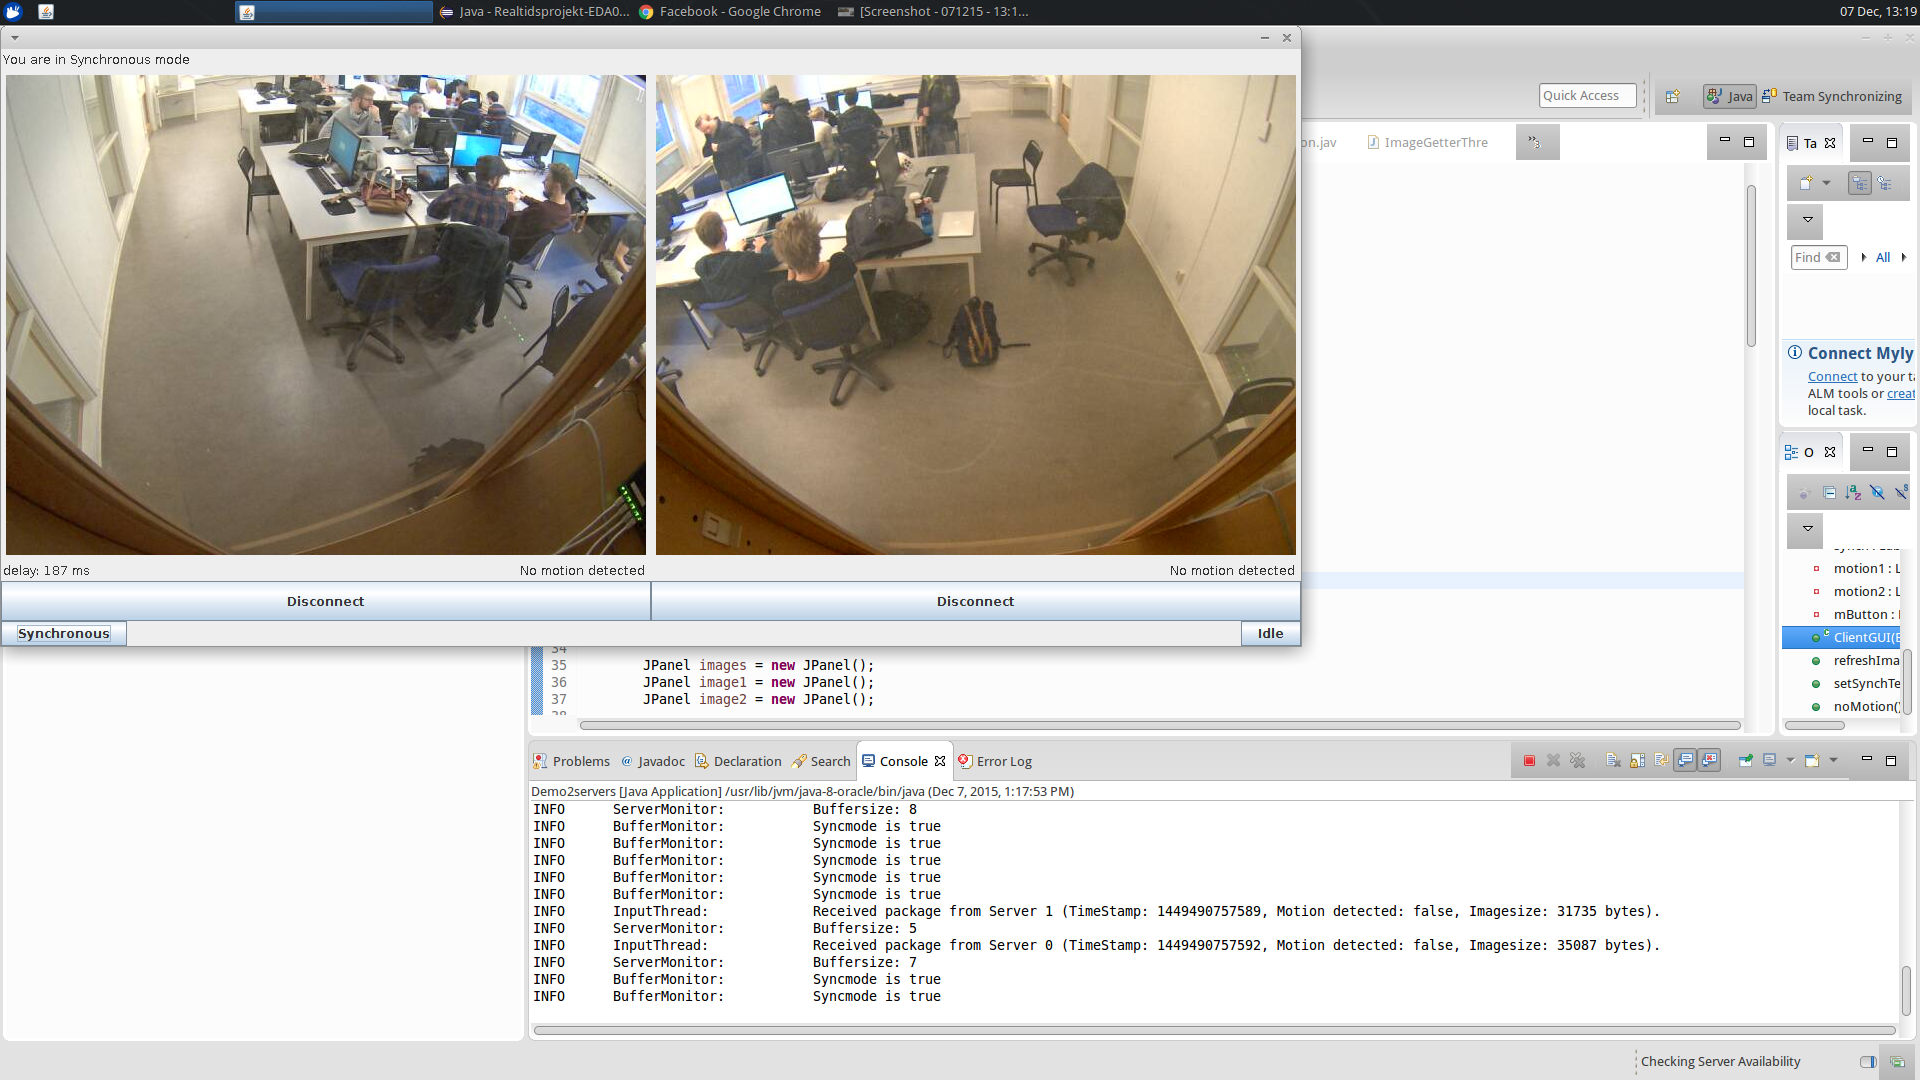 Java - Realtidsprojekt-EDA0...
Facebook - Google Chrome
[Screenshot - 071215 - 13:1...
07 Dec, 13:19
You are in Synchronous mode
Quick Access
Java
Team Synchronizing
on.jav
ImageGetterThre
3
Ta
Find
All
Connect Myly
Connect to your ta
ALM tools or creat
local task.
O
delay: 187 ms
No motion detected
No motion detected
Disconnect
Disconnect
Synchronous
Idle
motion1 : L
motion2 : L
mButton :
ClientGUI(B
refreshIma
setSynchTe
noMotion()
34
35 JPanel images = new JPanel();
36 JPanel image1 = new JPanel();
37 JPanel image2 = new JPanel();
38
Problems
Javadoc
Declaration
Search
Console
Error Log
Demo2servers [Java Application] /usr/lib/jvm/java-8-oracle/bin/java (Dec 7, 2015, 1:17:53 PM)
INFO ServerMonitor: Buffersize: 8
INFO BufferMonitor: Syncmode is true
INFO BufferMonitor: Syncmode is true
INFO BufferMonitor: Syncmode is true
INFO BufferMonitor: Syncmode is true
INFO BufferMonitor: Syncmode is true
INFO InputThread: Received package from Server 1 (TimeStamp: 1449490757589, Motion detected: false, Imagesize: 31735 bytes).
INFO ServerMonitor: Buffersize: 5
INFO InputThread: Received package from Server 0 (TimeStamp: 1449490757592, Motion detected: false, Imagesize: 35087 bytes).
INFO ServerMonitor: Buffersize: 7
INFO BufferMonitor: Syncmode is true
INFO BufferMonitor: Syncmode is true
Checking Server Availability